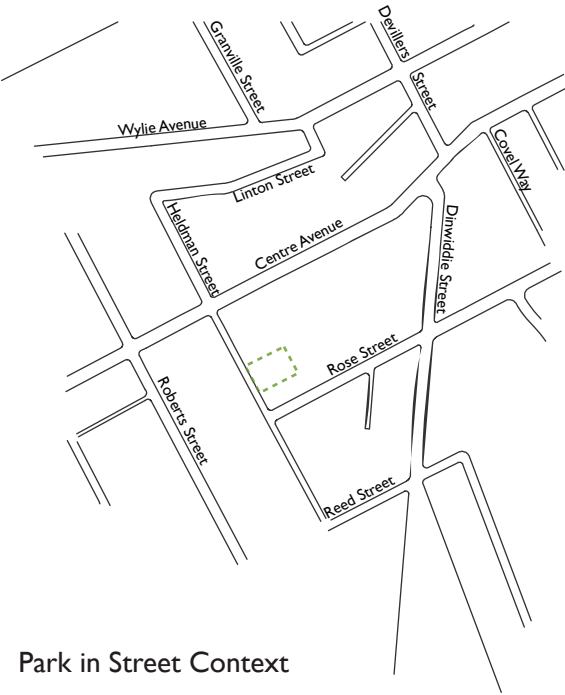 Devillers
Street
Granville Street
Wylie Avenue
Covel Way
Linton Street
Heldman Street
Centre Avenue
Dinwiddie Street
Rose Street
Roberts Street
Reed Street
Park in Street Context